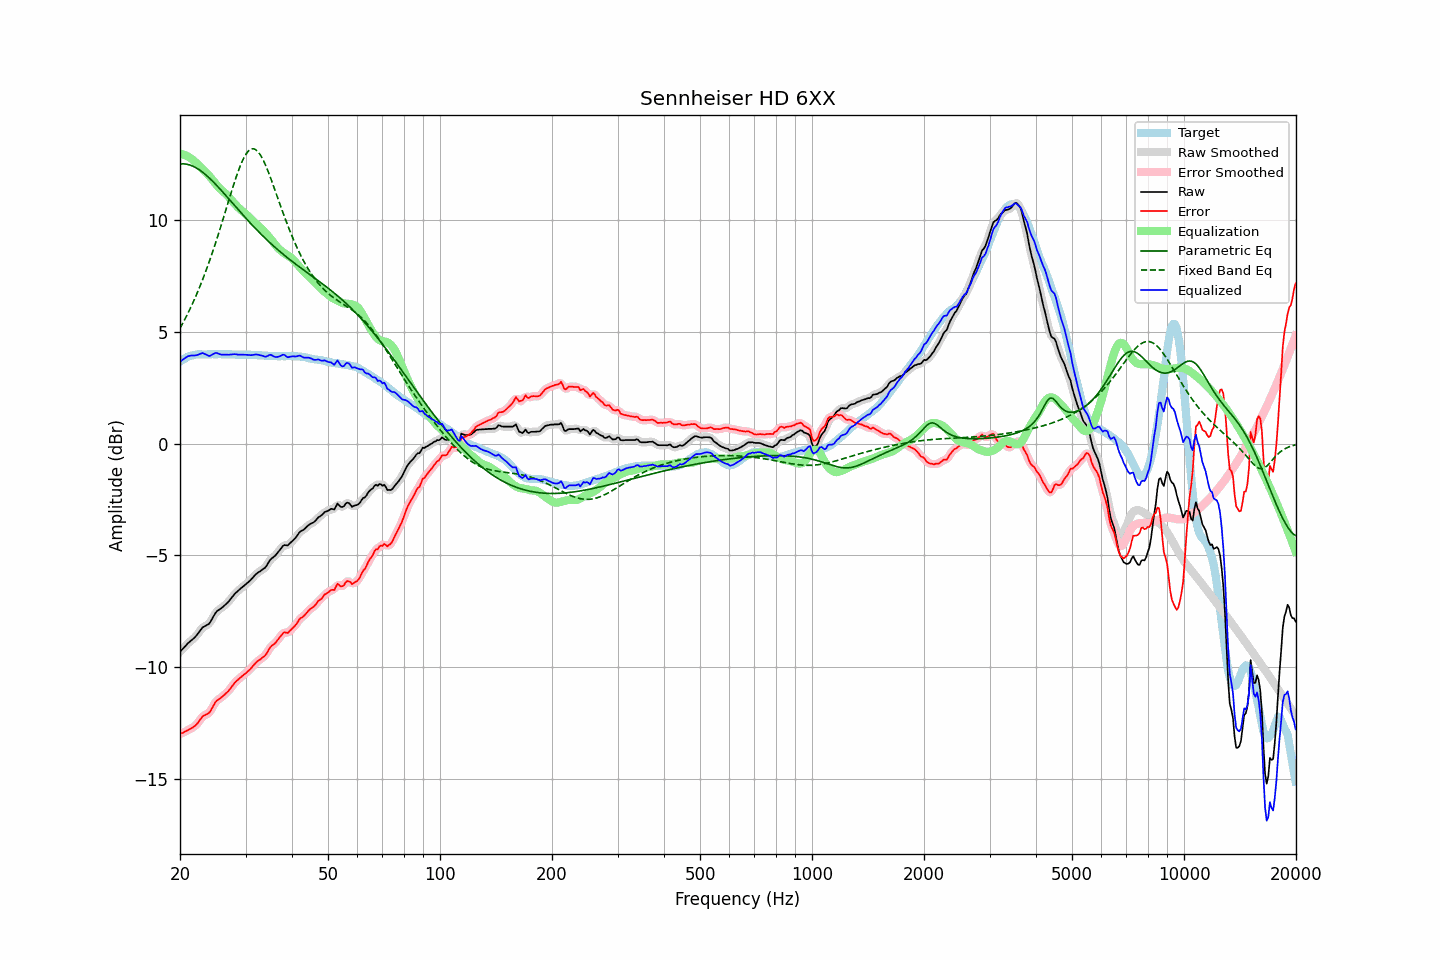 Sennheiser HD 6XX
Target
Raw Smoothed
Error Smoothed
Raw
Error
Equalization
Parametric Eq
Fixed Band Eq
Equalized
Amplitude (dBr)
10
5
0
−5
−10
−15
20 50 100 200 500 1000 2000 5000 10000 20000
Frequency (Hz)